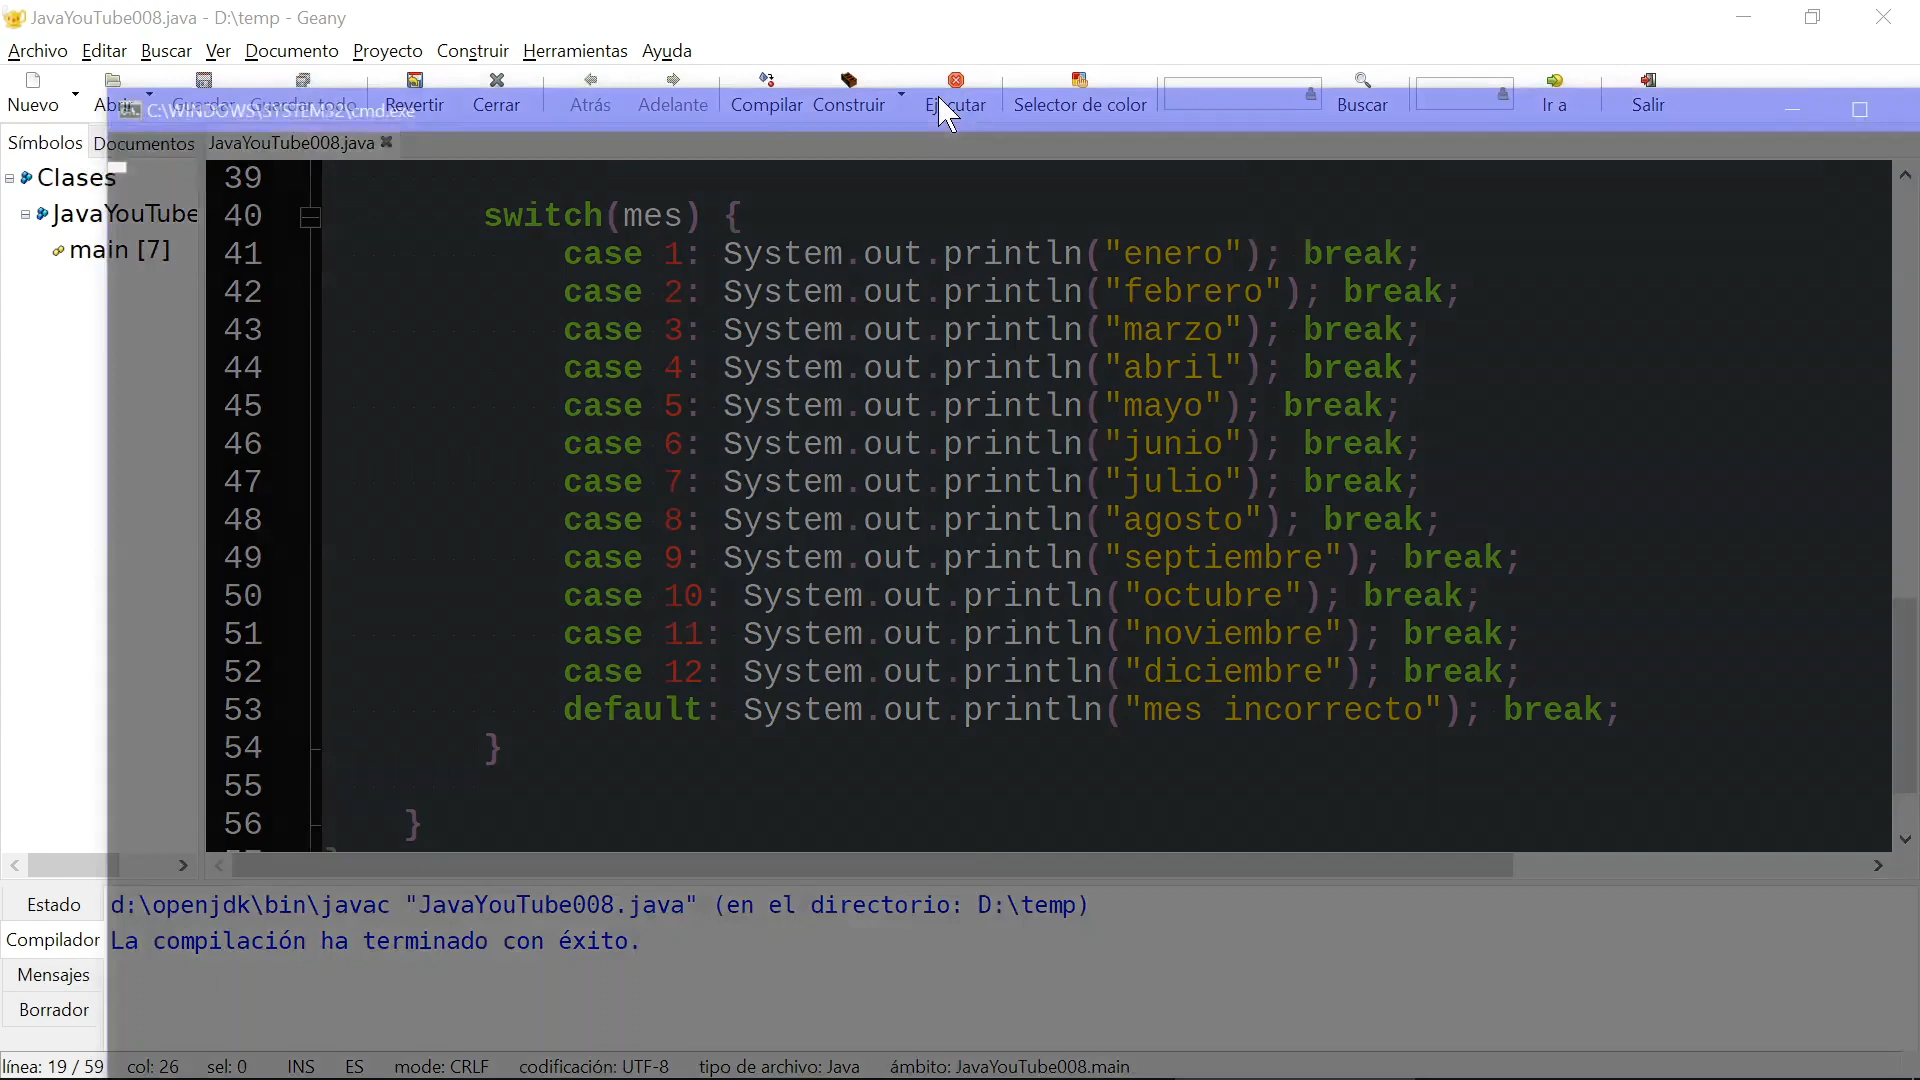 JavaYouTube008.java - D:\temp - Geany
Archivo Editar Buscar Ver Documento Proyecto Construir Herramientas Ayuda
Nuevo Abrir Guardar Guardar todo Revertir Cerrar Atrás Adelante Compilar Construir Ejecutar Selector de color Buscar Ir a Salir
C:\WINDOWS\SYSTEM32\cmd.exe
Símbolos Documentos JavaYouTube008.java
Clases
JavaYouTube
main [7]
39
40 switch(mes) {
41 case 1: System.out.println("enero"); break;
42 case 2: System.out.println("febrero"); break;
43 case 3: System.out.println("marzo"); break;
44 case 4: System.out.println("abril"); break;
45 case 5: System.out.println("mayo"); break;
46 case 6: System.out.println("junio"); break;
47 case 7: System.out.println("julio"); break;
48 case 8: System.out.println("agosto"); break;
49 case 9: System.out.println("septiembre"); break;
50 case 10: System.out.println("octubre"); break;
51 case 11: System.out.println("noviembre"); break;
52 case 12: System.out.println("diciembre"); break;
53 default: System.out.println("mes incorrecto"); break;
54 }
55
56 }
Estado
Compilador
Mensajes
Borrador
d:\openjdk\bin\javac "JavaYouTube008.java" (en el directorio: D:\temp)
La compilación ha terminado con éxito.
línea: 19 / 59 col: 26 sel: 0 INS ES mode: CRLF codificación: UTF-8 tipo de archivo: Java ámbito: JavaYouTube008.main